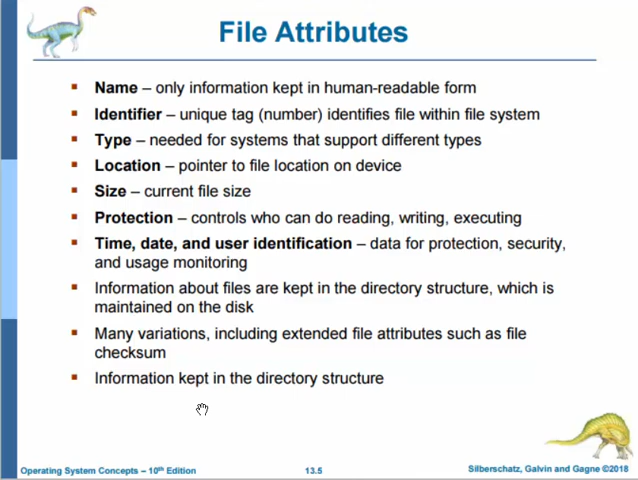 File Attributes
Name – only information kept in human-readable form
Identifier – unique tag (number) identifies file within file system
Type – needed for systems that support different types
Location – pointer to file location on device
Size – current file size
Protection – controls who can do reading, writing, executing
Time, date, and user identification – data for protection, security,
and usage monitoring
Information about files are kept in the directory structure, which is
maintained on the disk
Many variations, including extended file attributes such as file
checksum
Information kept in the directory structure
Operating System Concepts – 10th Edition 13.5 Silberschatz, Galvin and Gagne ©2018